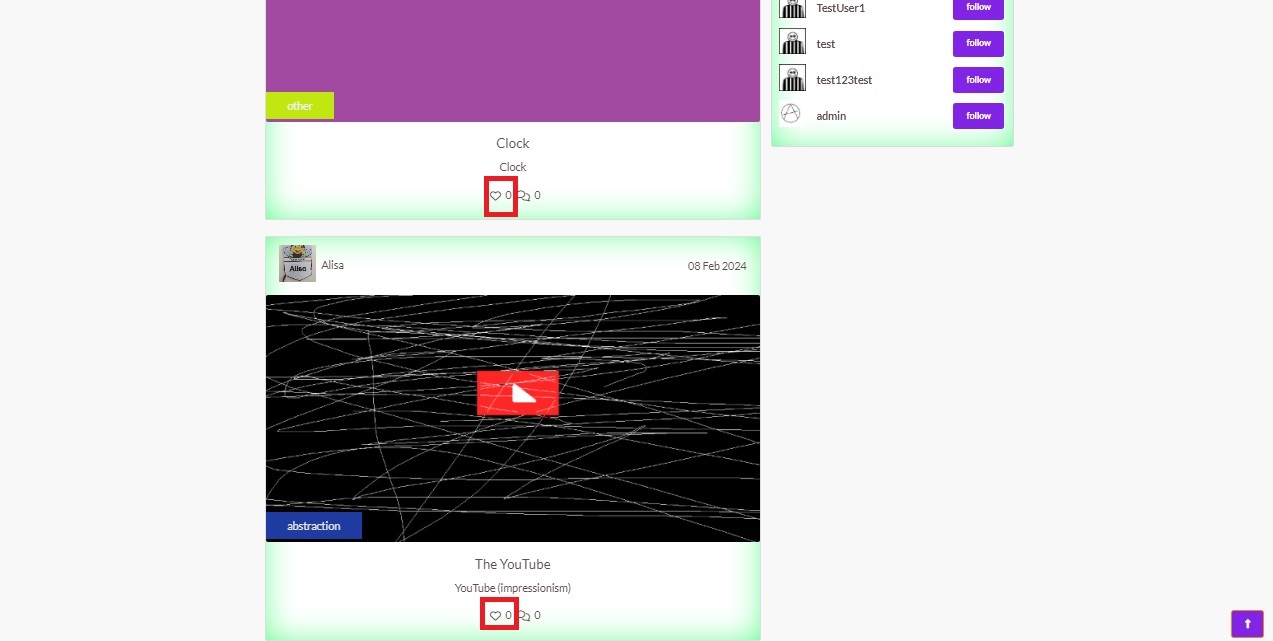 other
Clock
Clock
0 0
Alisa 08 Feb 2024
Alisa
abstraction
The YouTube
YouTube (impressionism)
0 0
TestUser1 follow
test follow
test123test follow
admin follow